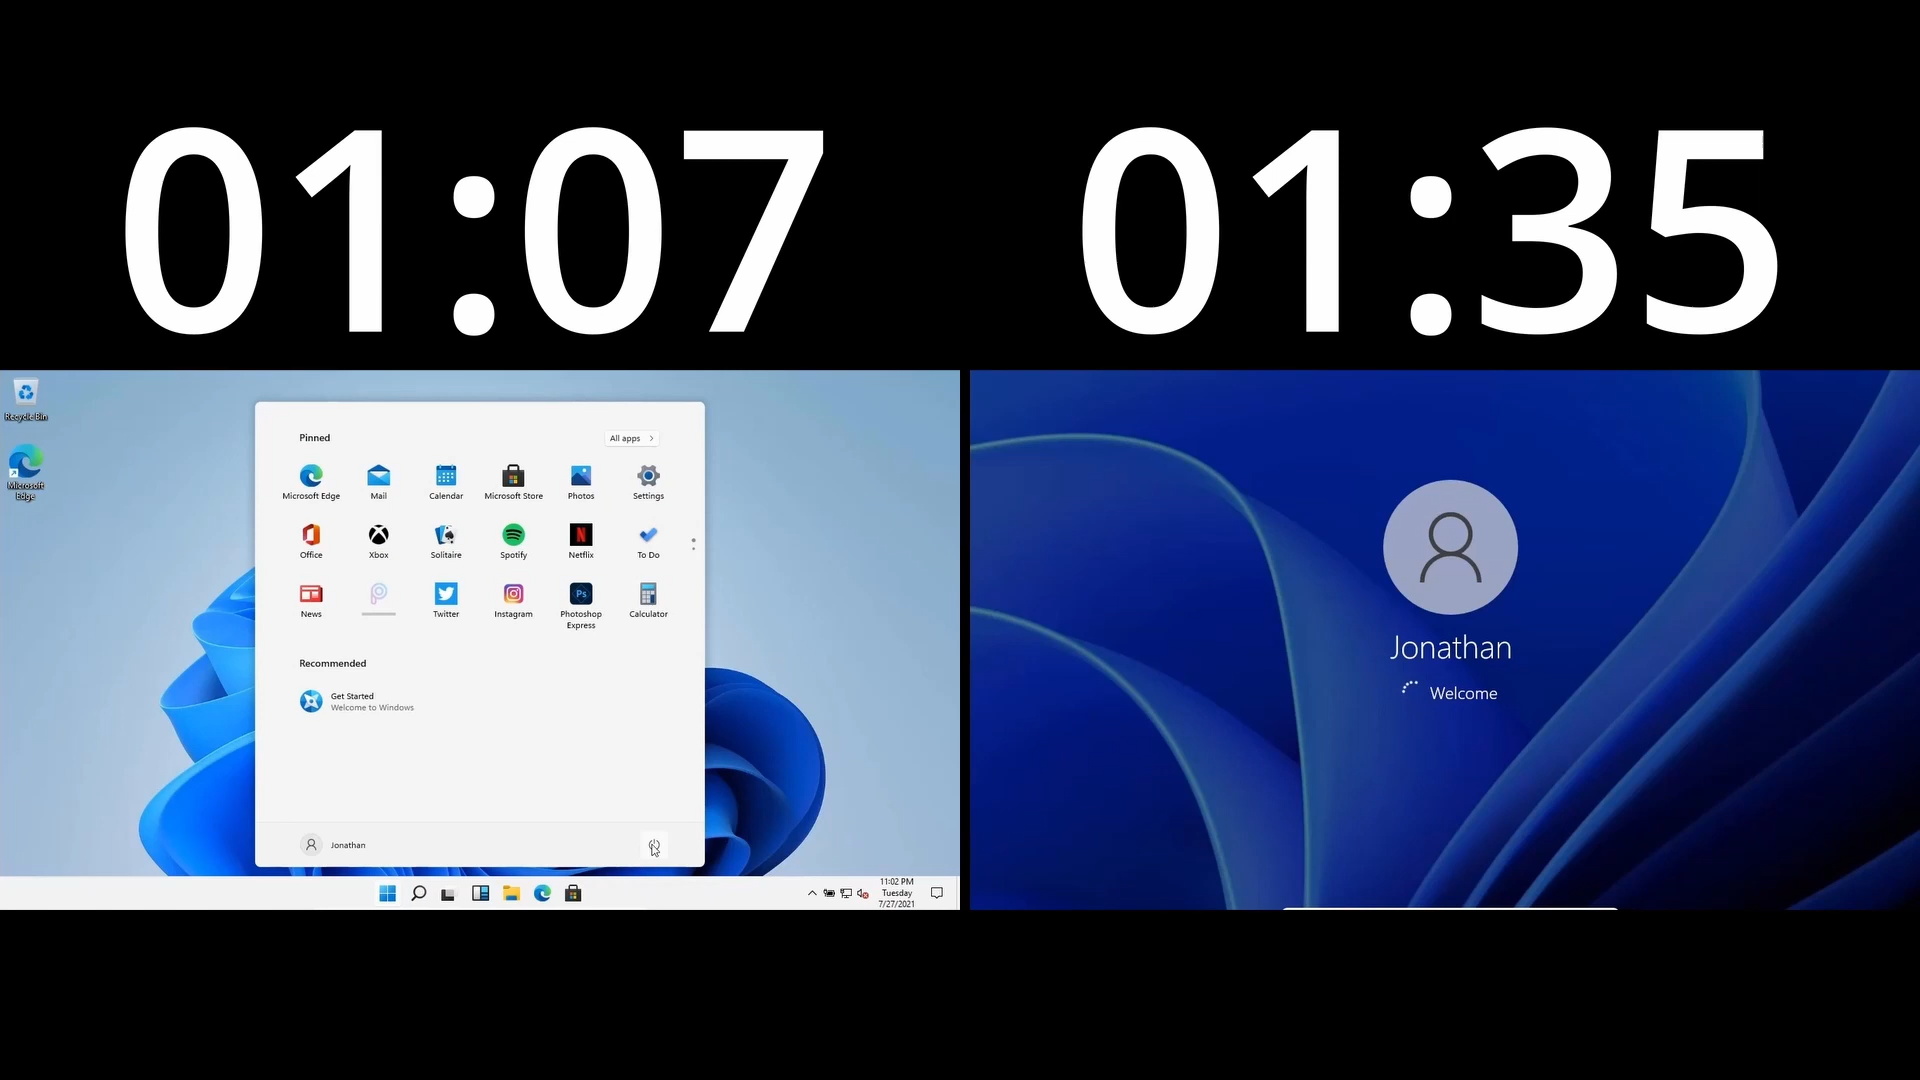 01:07
01:35
Recycle Bin
Microsoft
Edge
Pinned
All apps
Microsoft Edge
Mail
Calendar
Microsoft Store
Photos
Settings
Office
Xbox
Solitaire
Spotify
Netflix
To Do
News
Twitter
Instagram
Photoshop
Express
Calculator
Recommended
Get Started
Welcome to Windows
Jonathan
11:02 PM
Tuesday
7/27/2021
Jonathan
Welcome